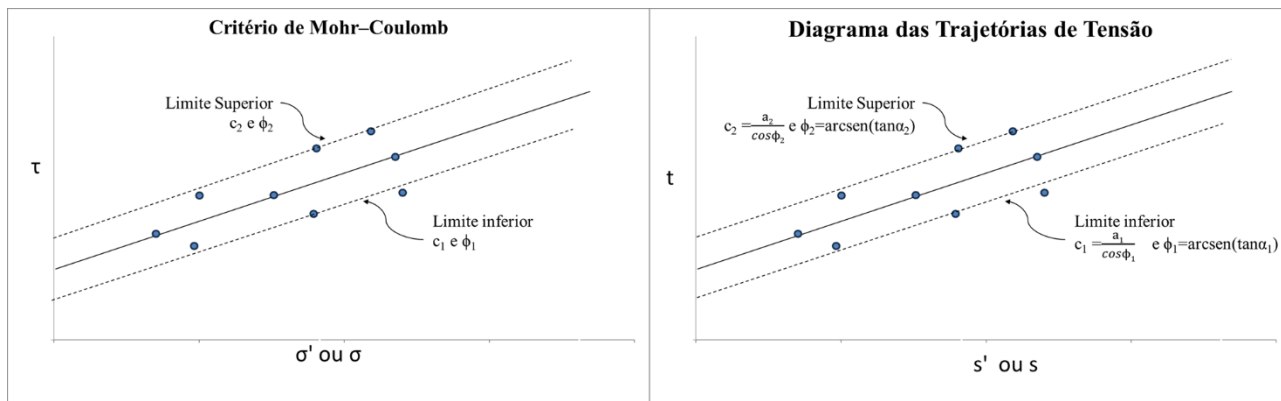 Critério de Mohr–Coulomb
Limite Superior
c₂ e ϕ₂
τ
Limite inferior
c₁ e ϕ₁
σ' ou σ
Diagrama das Trajetórias de Tensão
Limite Superior
c₂ = a₂/cosϕ₂ e ϕ₂=arcsen(tanα₂)
t
Limite inferior
c₁ = a₁/cosϕ₁ e ϕ₁=arcsen(tanα₁)
s' ou s